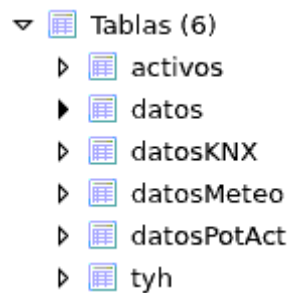 Tablas (6)
activos
datos
datosKNX
datosMeteo
datosPotAct
tyh